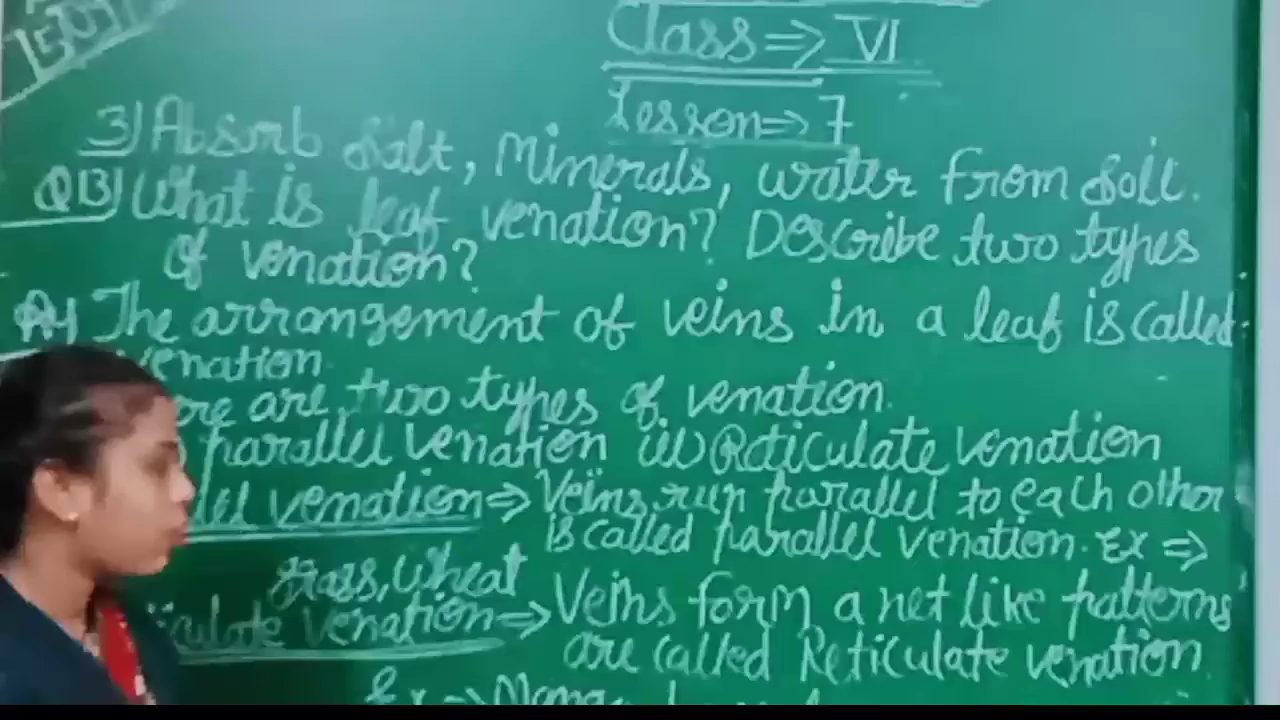 Class => VI
Lesson => 7
3) Absorb salt, minerals, water from soil.
Q13) What is leaf venation? Describe two types
of venation?
A) The arrangement of veins in a leaf is called
venation.
are two types of venation.
parallel venation ii) Reticulate venation
venation => Veins run parallel to each other
is called parallel venation. Ex =>
grass, wheat
venation => Veins form a net like patterns
are called Reticulate venation.
Ex =>